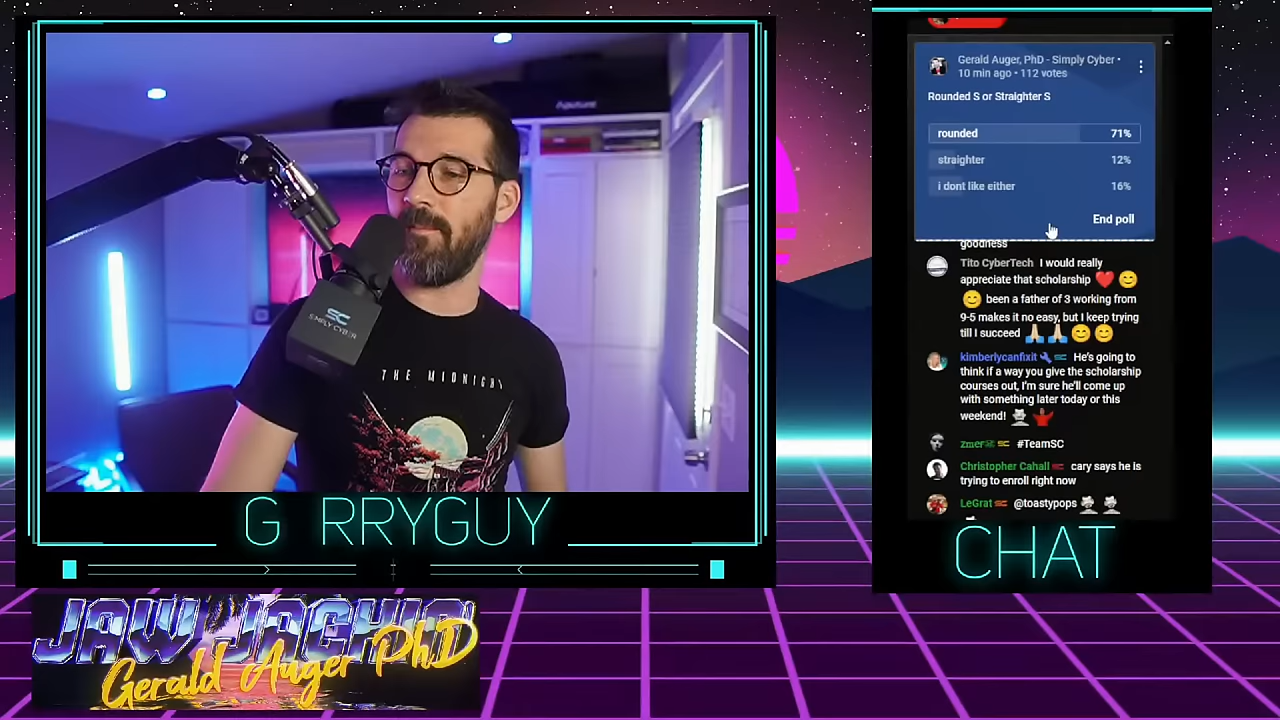 Aputure
SIMPLY CYBER
THE MIDNIGHT
G RRYGUY
JAW JACKING
Gerald Auger PhD
Gerald Auger, PhD - Simply Cyber •
10 min ago • 112 votes
Rounded S or Straighter S
rounded 71%
straighter 12%
i dont like either 16%
End poll
goodness
Tito CyberTech I would really
appreciate that scholarship ❤️ 😊
😊 been a father of 3 working from
9-5 makes it no easy, but I keep trying
till I succeed 🙏🏼 🙏🏼 😊 😊
kimberlycanfixit He's going to
think if a way you give the scholarship
courses out, I'm sure he'll come up
with something later today or this
weekend!
zmer #TeamSC
Christopher Cahall cary says he is
trying to enroll right now
LeGrat @toastypops
CHAT